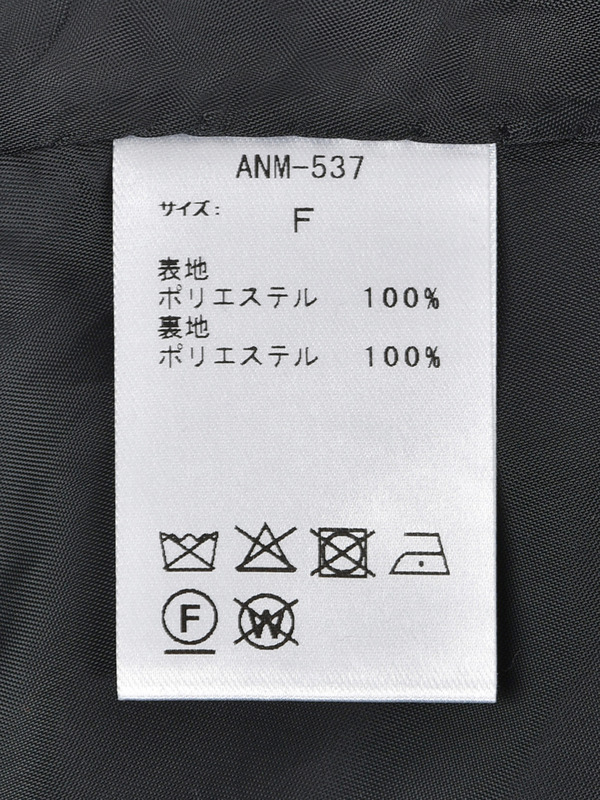 ANM-537
サイズ: F
表地
ポリエステル 100%
裏地
ポリエステル 100%
F W